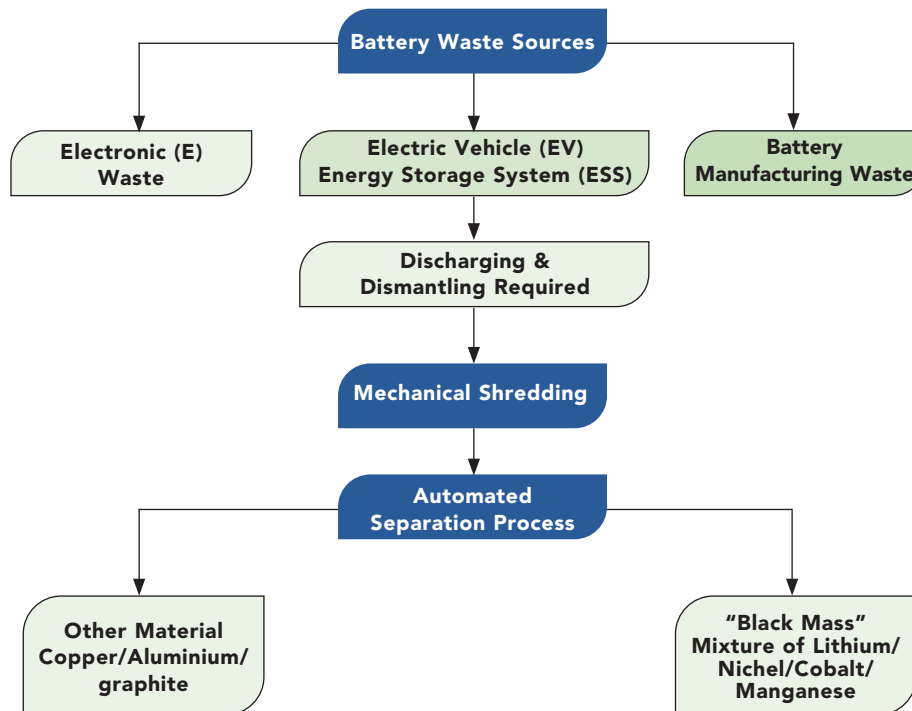 Battery Waste Sources
Electronic (E)
Waste
Electric Vehicle (EV)
Energy Storage System (ESS)
Battery
Manufacturing Waste
Discharging &
Dismantling Required
Mechanical Shredding
Automated
Separation Process
Other Material
Copper/Aluminium/
graphite
“Black Mass”
Mixture of Lithium/
Nichel/Cobalt/
Manganese